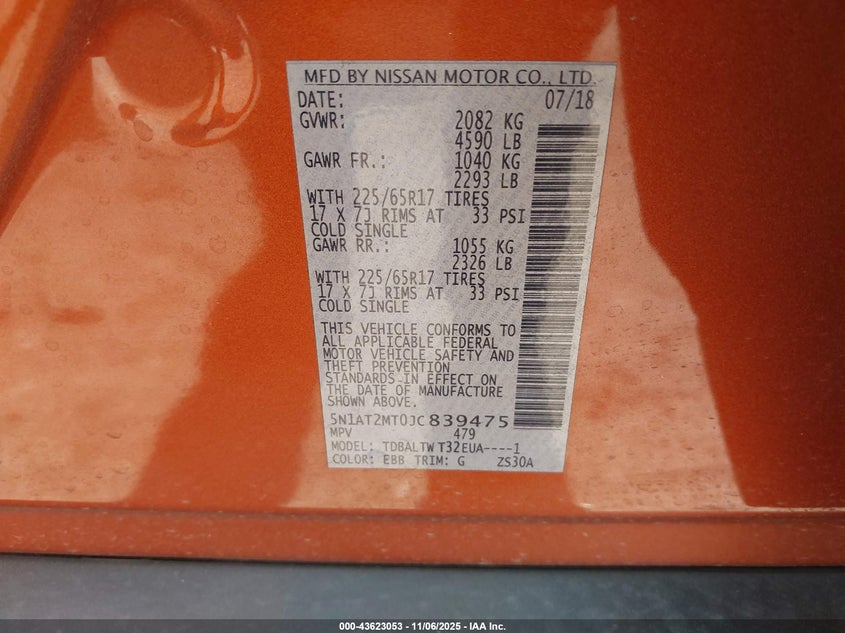 MFD BY NISSAN MOTOR CO., LTD.
DATE: 07/18
GVWR: 2082 KG
4590 LB
GAWR FR.: 1040 KG
2293 LB
WITH 225/65R17 TIRES
17 X 7J RIMS AT 33 PSI
COLD SINGLE
GAWR RR.: 1055 KG
2326 LB
WITH 225/65R17 TIRES
17 X 7J RIMS AT 33 PSI
COLD SINGLE
THIS VEHICLE CONFORMS TO
ALL APPLICABLE FEDERAL
MOTOR VEHICLE SAFETY AND
THEFT PREVENTION
STANDARDS IN EFFECT ON
THE DATE OF MANUFACTURE
SHOWN ABOVE.
5N1AT2MT0JC839475
MPV 479
MODEL: TDBALTWT32EUA----1
COLOR: EBB TRIM: G ZS30A
000-43623053 - 11/06/2025 - IAA Inc.